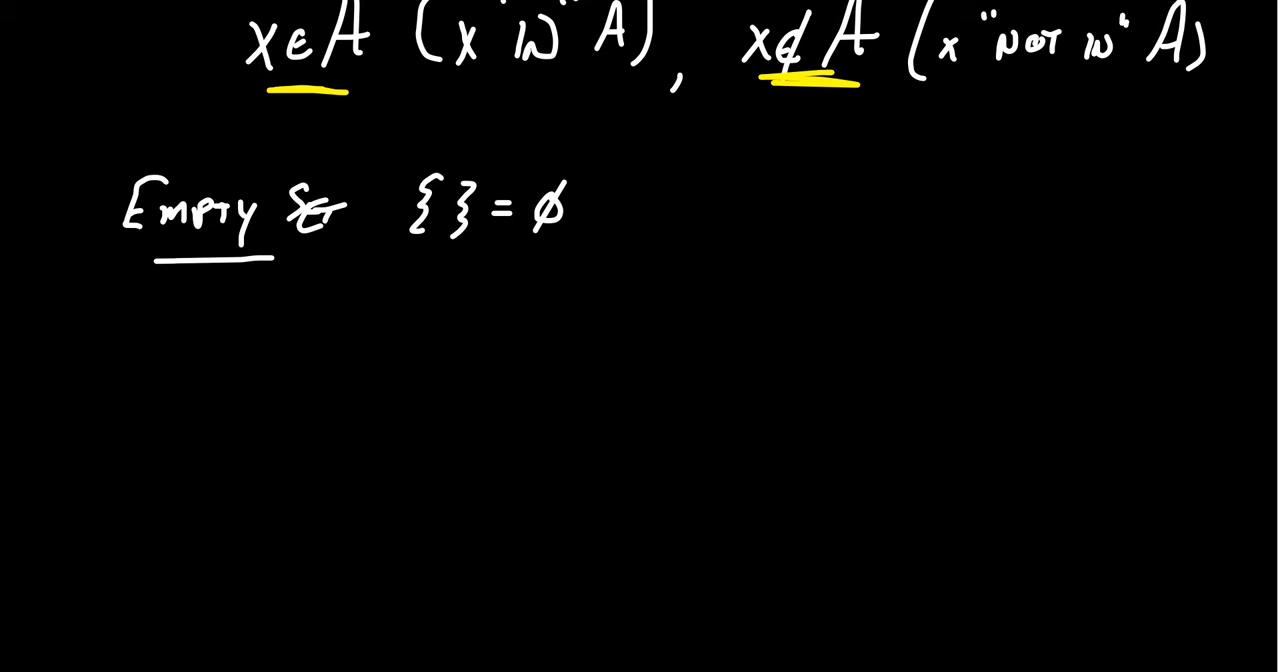 x∈A (x "IN" A), x∉A (x "NOT IN" A)
EMPTY SET { } = ∅